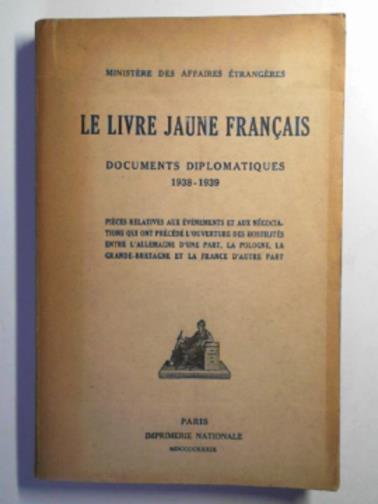 MINISTÈRE DES AFFAIRES ÉTRANGÈRES
LE LIVRE JAUNE FRANÇAIS
DOCUMENTS DIPLOMATIQUES
1938-1939
PIÈCES RELATIVES AUX ÉVÉNEMENTS ET AUX NÉGOCIA-
TIONS QUI ONT PRÉCÉDÉ L'OUVERTURE DES HOSTILITÉS
ENTRE L'ALLEMAGNE D'UNE PART, LA POLOGNE, LA
GRANDE-BRETAGNE ET LA FRANCE D'AUTRE PART
PARIS
IMPRIMERIE NATIONALE
MDCCCCXXXIX